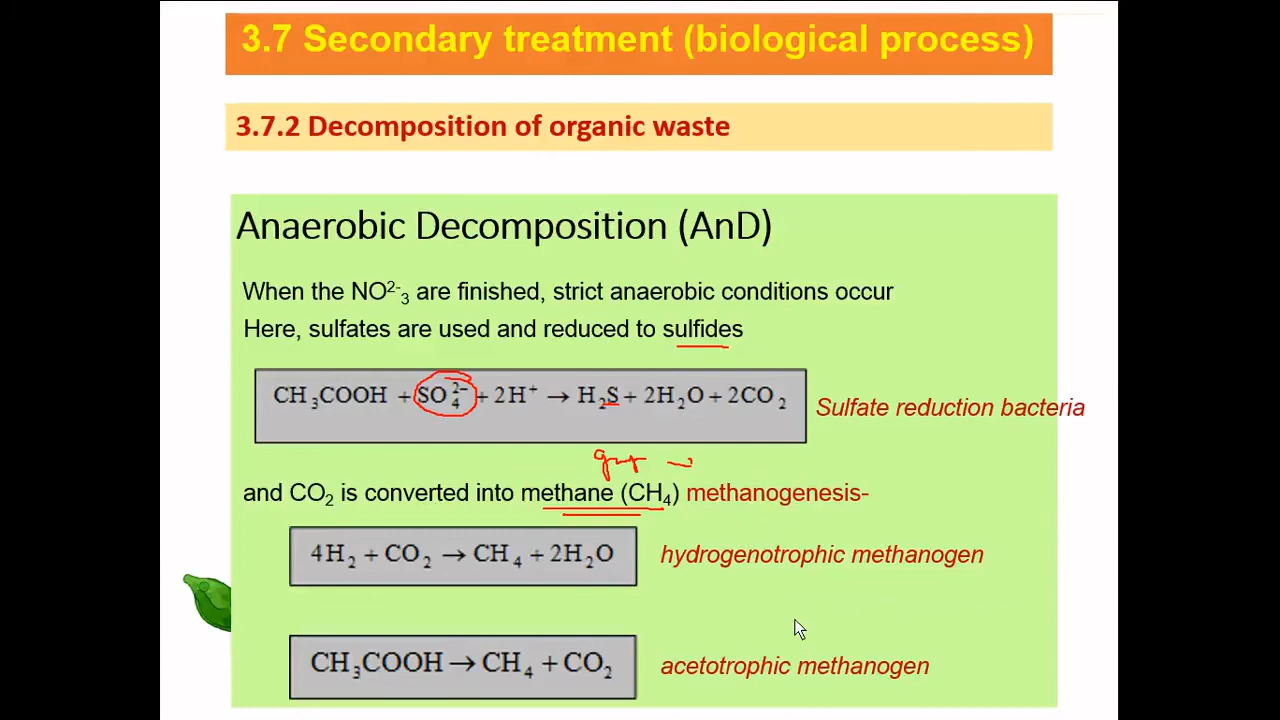 3.7 Secondary treatment (biological process)
3.7.2 Decomposition of organic waste
Anaerobic Decomposition (AnD)
When the NO²⁻₃ are finished, strict anaerobic conditions occur
Here, sulfates are used and reduced to sulfides
CH₃COOH + SO₄²⁻ + 2H⁺ → H₂S + 2H₂O + 2CO₂
Sulfate reduction bacteria
and CO₂ is converted into methane (CH₄) methanogenesis-
4H₂ + CO₂ → CH₄ + 2H₂O
hydrogenotrophic methanogen
CH₃COOH → CH₄ + CO₂
acetotrophic methanogen